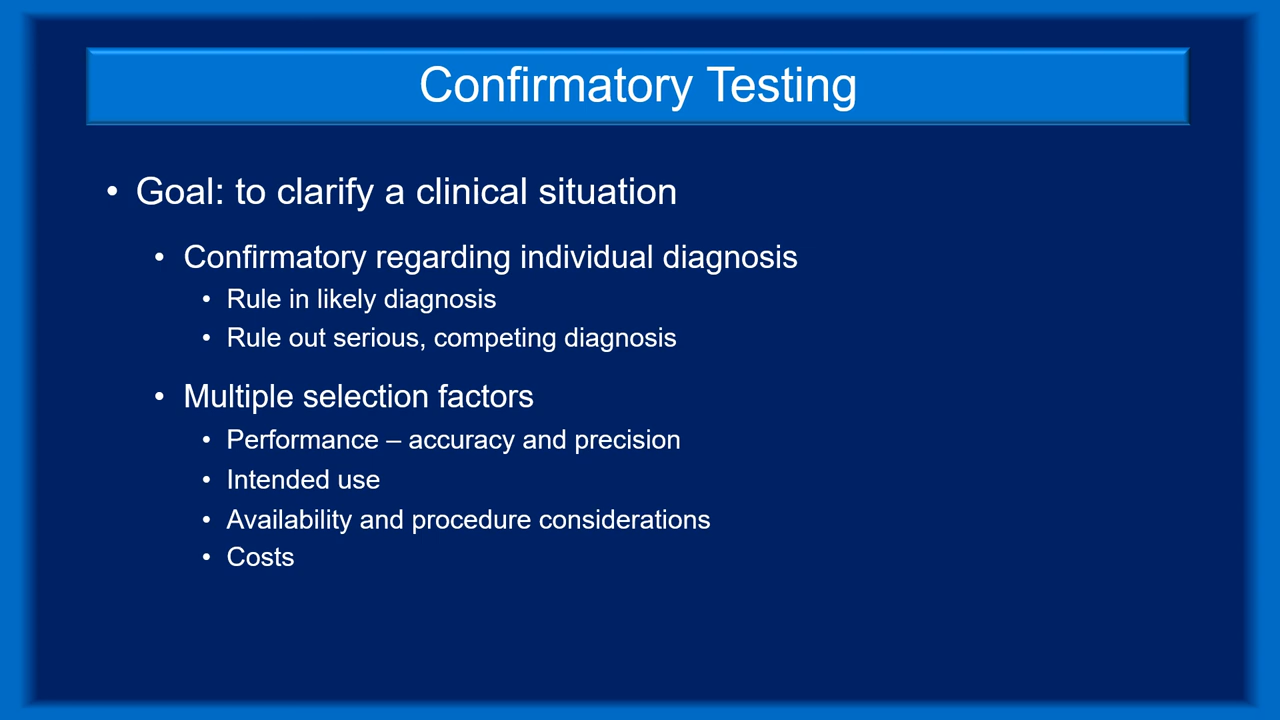 Confirmatory Testing
• Goal: to clarify a clinical situation
• Confirmatory regarding individual diagnosis
• Rule in likely diagnosis
• Rule out serious, competing diagnosis
• Multiple selection factors
• Performance – accuracy and precision
• Intended use
• Availability and procedure considerations
• Costs